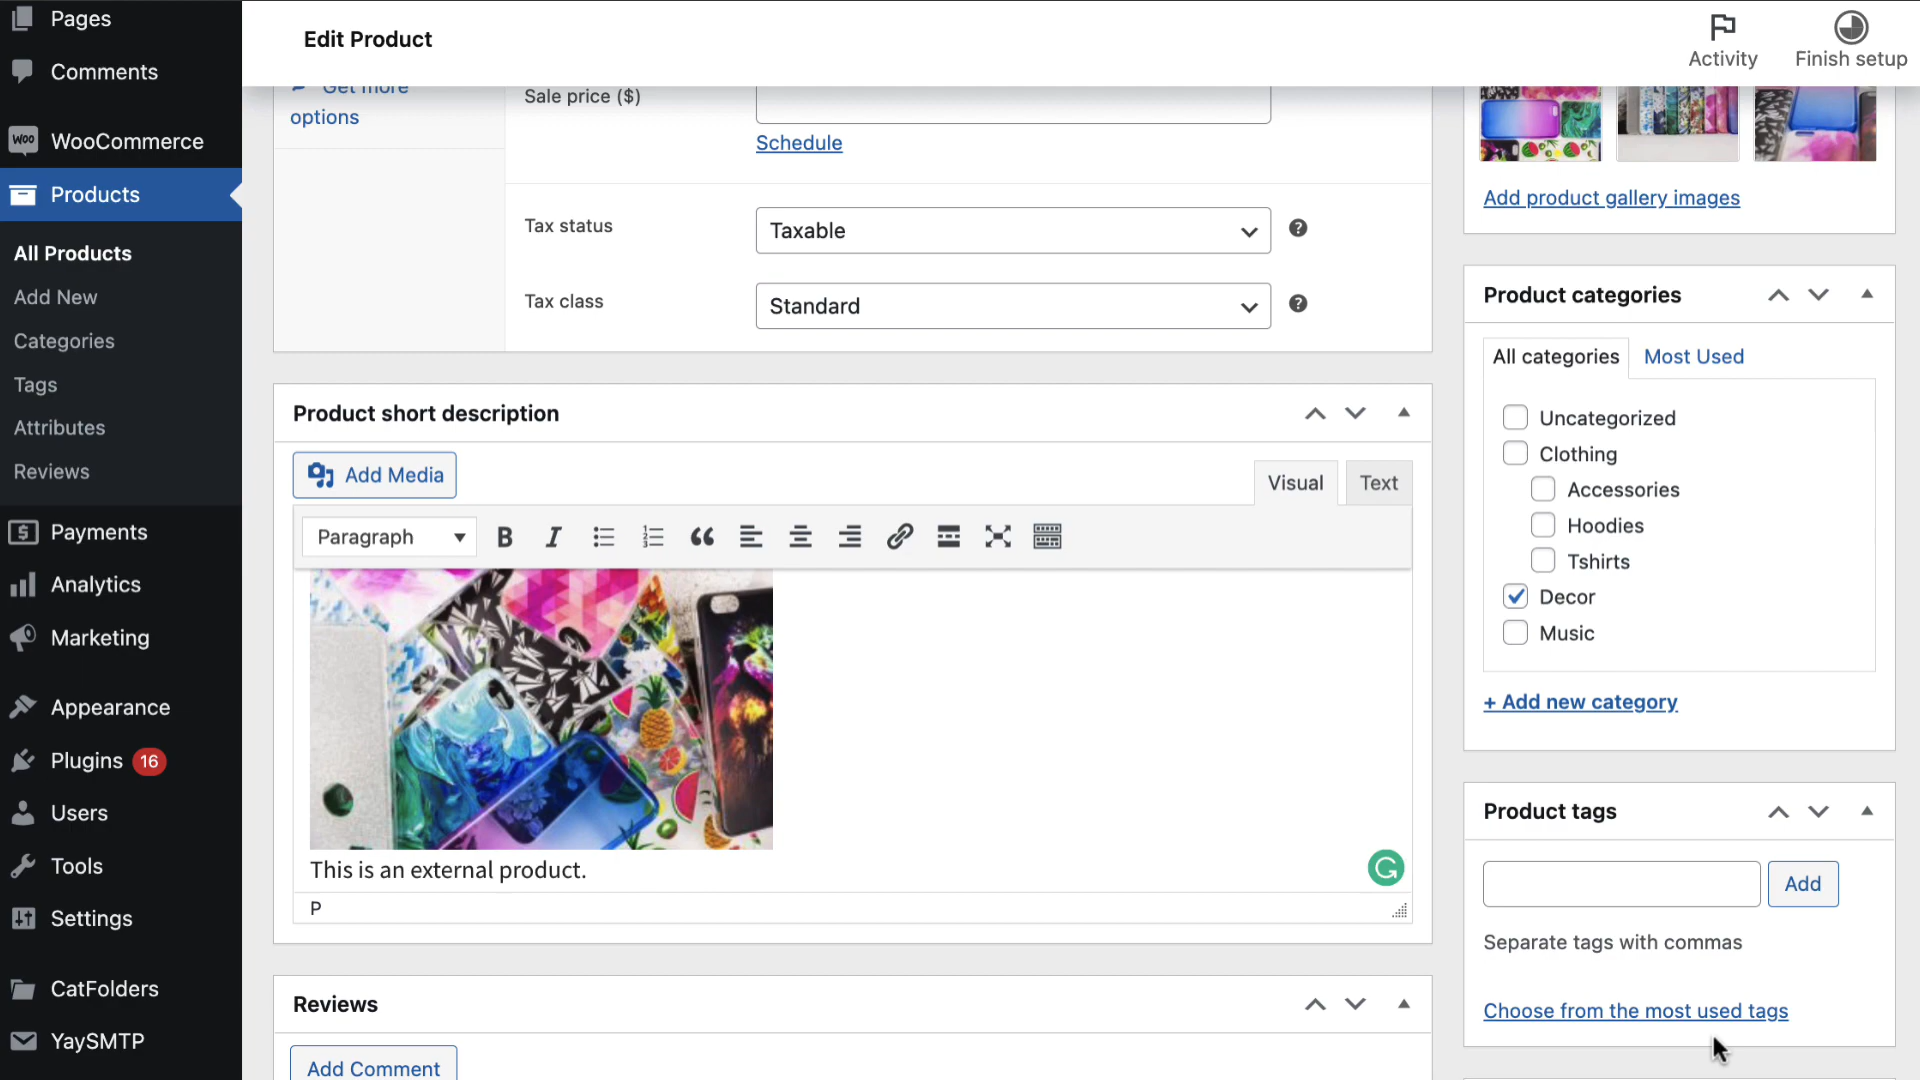 Pages
Comments
WooCommerce
Products
All Products
Add New
Categories
Tags
Attributes
Reviews
Payments
Analytics
Marketing
Appearance
Plugins 16
Users
Tools
Settings
CatFolders
YaySMTP
Edit Product
Activity
Finish setup
Get more
options
Sale price ($)
Schedule
Tax status
Taxable
Tax class
Standard
Product short description
Add Media
Visual
Text
Paragraph
This is an external product.
P
Reviews
Add Comment
Add product gallery images
Product categories
All categories
Most Used
Uncategorized
Clothing
Accessories
Hoodies
Tshirts
Decor
Music
+ Add new category
Product tags
Add
Separate tags with commas
Choose from the most used tags